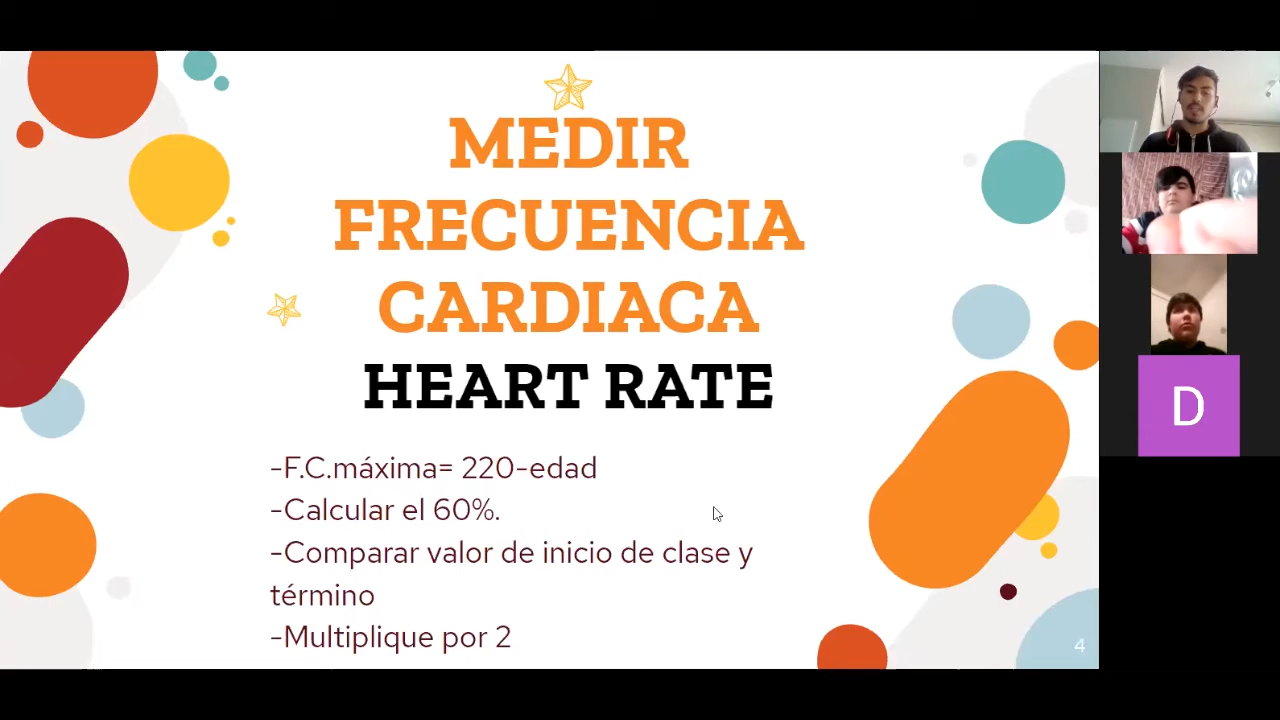 MEDIR
FRECUENCIA
CARDIACA
HEART RATE
-F.C.máxima= 220-edad
-Calcular el 60%.
-Comparar valor de inicio de clase y
término
-Multiplique por 2
4
D